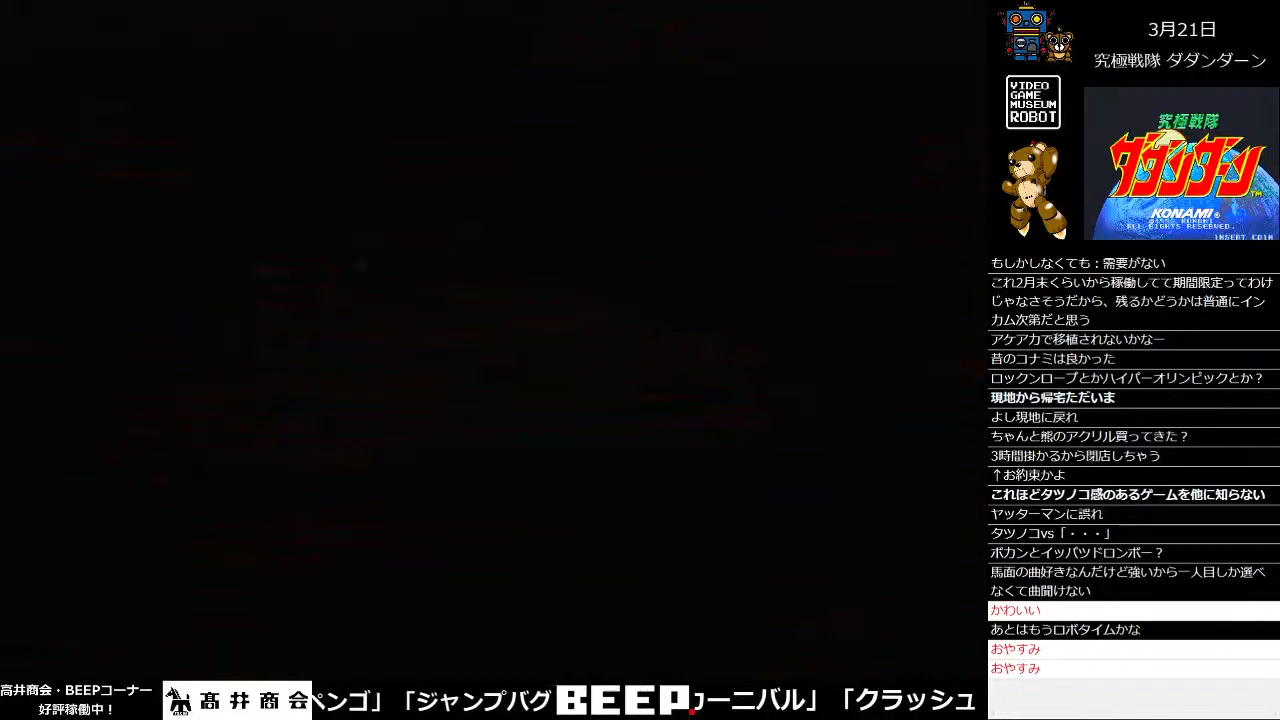 3月21日
究極戦隊 ダダンダーン
VIDEO
GAME
MUSEUM
ROBOT
究極戦隊
ダダンダーン
TM
KONAMI®
ALL RIGHTS RESERVED.
INSERT COIN
もしかしなくても：需要がない
これ2月末くらいから稼働してて期間限定ってわけ
じゃなさそうだから、残るかどうかは普通にイン
カム次第だと思う
アケアカで移植されないかなー
昔のコナミは良かった
ロックンロープとかハイパーオリンピックとか？
現地から帰宅ただいま
よし現地に戻れ
ちゃんと熊のアクリル買ってきた？
3時間掛かるから閉店しちゃう
↑お約束かよ
これほどタツノコ感のあるゲームを他に知らない
ヤッターマンに誤れ
タツノコvs「・・・」
ボカンとイッパツドロンボー？
馬面の曲好きなんだけど強いから一人目しか選べ
なくて曲聞けない
かわいい
あとはもうロボタイムかな
おやすみ
おやすみ
高井商会・BEEPコーナー
好評稼働中！
髙井商会
ペンゴ」「ジャンプバグ
BEEP.
カーニバル」「クラッシュ